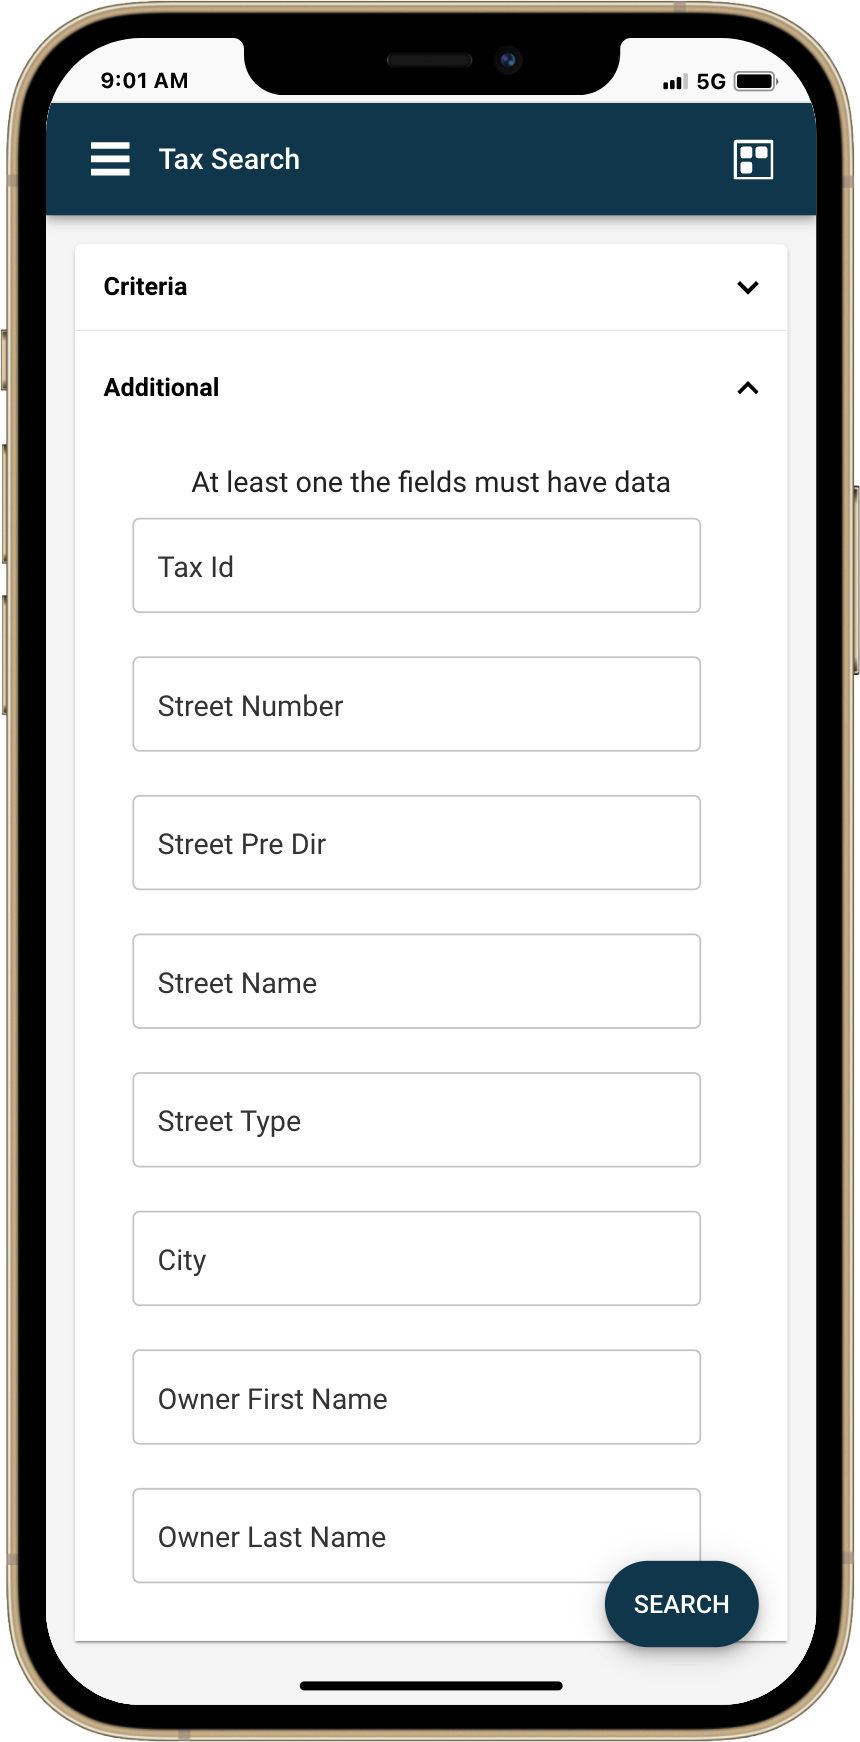 9:01 AM
5G
Tax Search
Criteria
Additional
At least one the fields must have data
Tax Id
Street Number
Street Pre Dir
Street Name
Street Type
City
Owner First Name
Owner Last Name
SEARCH